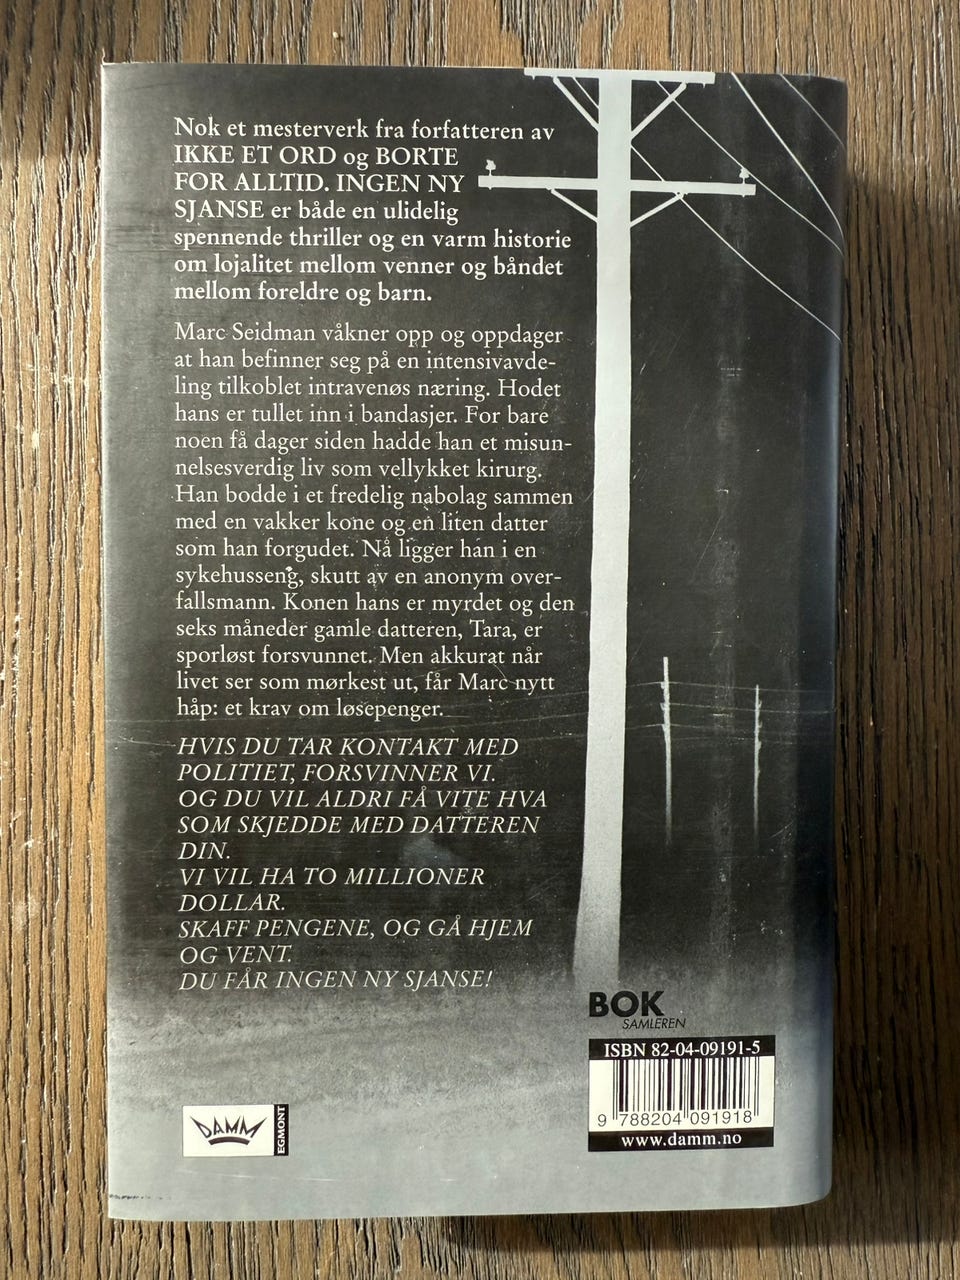 Nok et mesterverk fra forfatteren av
IKKE ET ORD og BORTE
FOR ALLTID. INGEN NY
SJANSE er både en ulidelig
spennende thriller og en varm historie
om lojalitet mellom venner og båndet
mellom foreldre og barn.
Marc Seidman våkner opp og oppdager
at han befinner seg på en intensivavde-
ling tilkoblet intravenøs næring. Hodet
hans er tullet inn i bandasjer. For bare
noen få dager siden hadde han et misun-
nelsesverdig liv som vellykket kirurg.
Han bodde i et fredelig nabolag sammen
med en vakker kone og en liten datter
som han forgudet. Nå ligger han i en
sykehusseng, skutt av en anonym over-
fallsmann. Konen hans er myrdet og den
seks måneder gamle datteren, Tara, er
sporløst forsvunnet. Men akkurat når
livet ser som mørkest ut, får Marc nytt
håp: et krav om løsepenger.
HVIS DU TAR KONTAKT MED
POLITIET, FORSVINNER VI.
OG DU VIL ALDRI FÅ VITE HVA
SOM SKJEDDE MED DATTEREN
DIN.
VI VIL HA TO MILLIONER
DOLLAR.
SKAFF PENGENE, OG GÅ HJEM
OG VENT.
DU FÅR INGEN NY SJANSE!
BOK
SAMLEREN
ISBN 82-04-09191-5
9 788204 091918
www.damm.no
DAMM
EGMONT